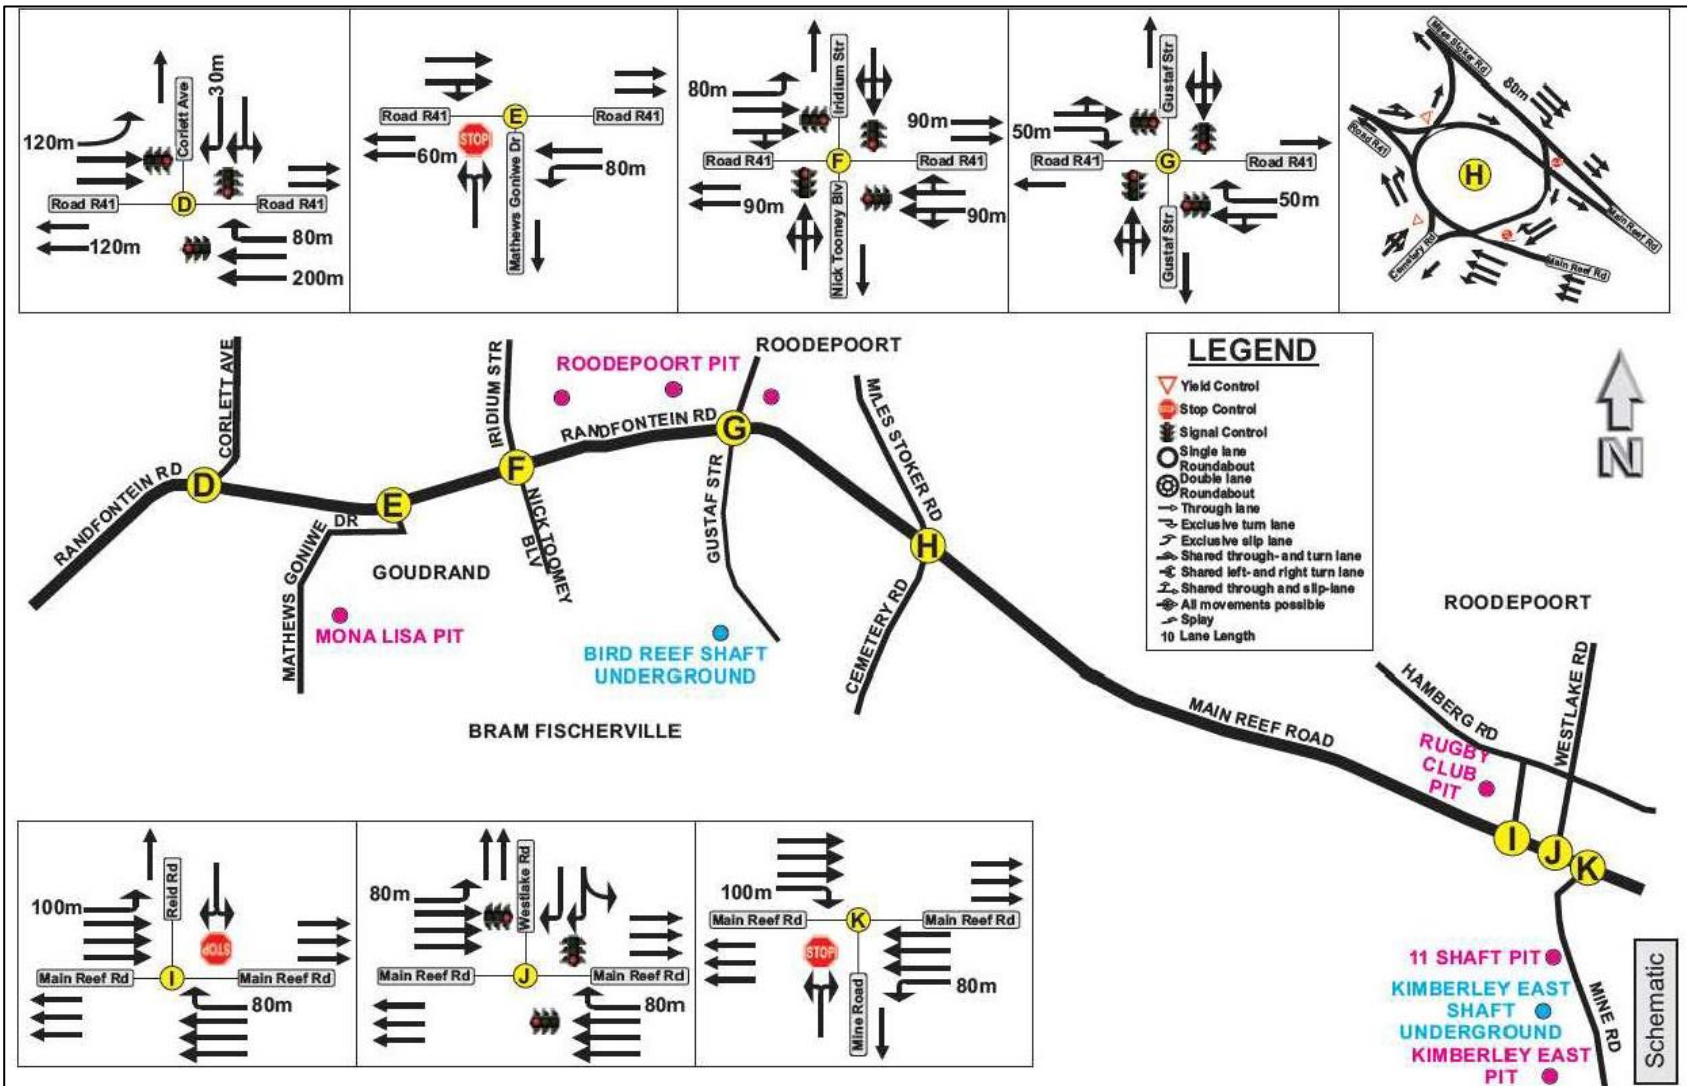 120m
Corlett Ave
30m
Road R41
D
Road R41
120m
80m
200m
Road R41
E
Road R41
STOP
60m
Mathews Goniwe Dr
80m
80m
Iridium Str
90m
Road R41
F
Road R41
90m
Nick Toomey Blv
90m
Gustaf Str
50m
Road R41
G
Road R41
Gustaf Str
50m
Miles Stoker Rd
80m
Road R41
H
Main Reef Rd
Cemetary Rd
Main Reef Rd
CORLETT AVE
RANDFONTEIN RD
D
IRIDIUM STR
ROODEPOORT PIT
ROODEPOORT
RANDFONTEIN RD
G
F
E
MATHEWS GONIWE
DR
NICK TOOMEY
BLV
GUSTAF STR
MILES STOKER RD
H
CEMETERY RD
GOUDRAND
MONA LISA PIT
BIRD REEF SHAFT
UNDERGROUND
BRAM FISCHERVILLE
LEGEND
Yield Control
Stop Control
Signal Control
Single lane
Roundabout
Double lane
Roundabout
Through lane
Exclusive turn lane
Exclusive slip lane
Shared through- and turn lane
Shared left- and right turn lane
Shared through and slip-lane
All movements possible
Splay
10 Lane Length
N
ROODEPOORT
MAIN REEF ROAD
HAMBERG RD
WESTLAKE RD
RUGBY
CLUB
PIT
I
J
K
11 SHAFT PIT
KIMBERLEY EAST
SHAFT
UNDERGROUND
KIMBERLEY EAST
PIT
MINE RD
Schematic
100m
Reid Rd
STOP
Main Reef Rd
I
Main Reef Rd
80m
80m
Westlake Rd
Main Reef Rd
J
Main Reef Rd
80m
100m
Main Reef Rd
K
Main Reef Rd
STOP
Mine Road
80m